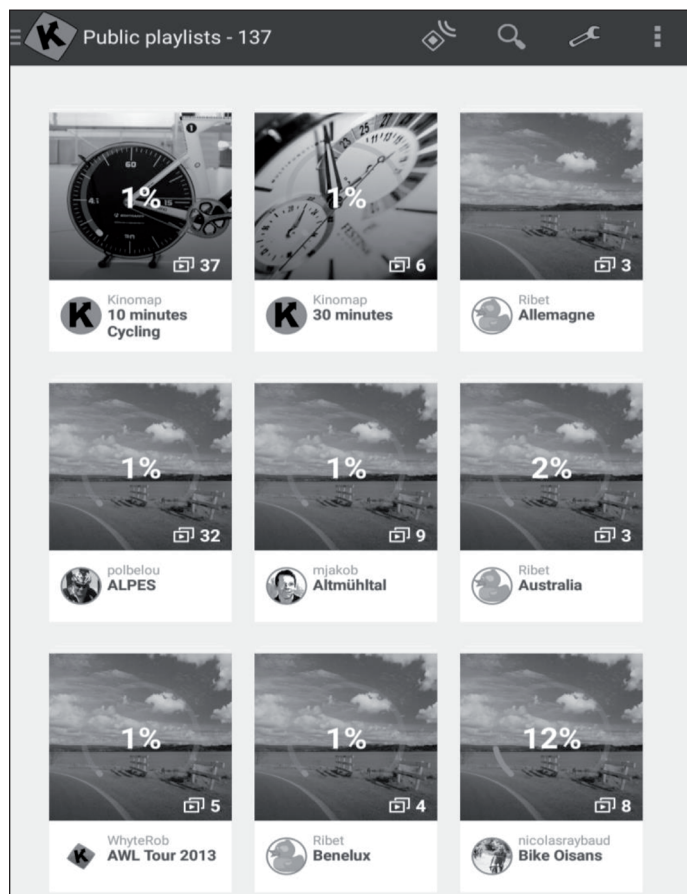 K Public playlists - 137
1%
37
Kinomap
10 minutes
Cycling
1%
6
Kinomap
30 minutes
3
Ribet
Allemagne
1%
32
polbelou
ALPES
1%
9
mjakob
Altmühltal
2%
3
Ribet
Australia
1%
5
WhyteRob
AWL Tour 2013
1%
4
Ribet
Benelux
12%
8
nicolasraybaud
Bike Oisans